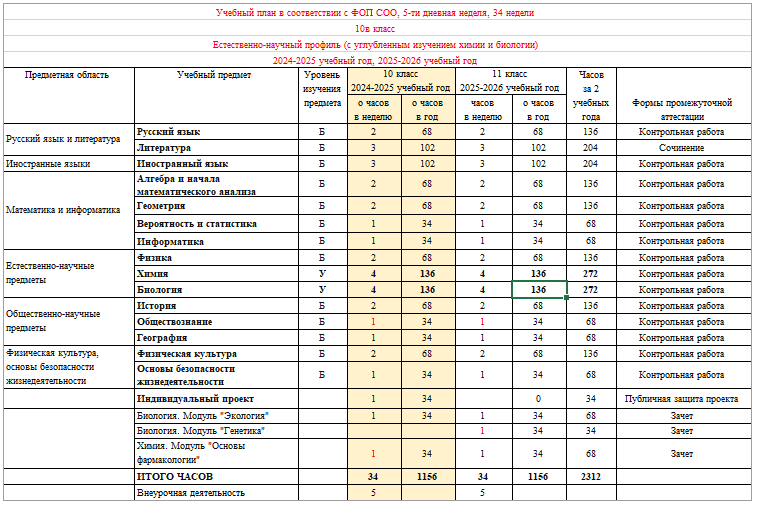 Учебный план в соответствии с ФОП СОО, 5-ти дневная неделя, 34 недели
10в класс
Естественно-научный профиль (с углубленным изучением химии и биологии)
2024-2025 учебный год, 2025-2026 учебный год
Предметная область Учебный предмет Уровень изучения предмета 10 класс 2024-2025 учебный год 11 класс 2025-2026 учебный год Часов за 2 учебных года Формы промежуточной аттестации
о часов в неделю о часов в год часов в неделю о часов в год
Русский язык и литература Русский язык Б 2 68 2 68 136 Контрольная работа
Литература Б 3 102 3 102 204 Сочинение
Иностранные языки Иностранный язык Б 3 102 3 102 204 Контрольная работа
Математика и информатика Алгебра и начала математического анализа Б 2 68 2 68 136 Контрольная работа
Геометрия Б 2 68 2 68 136 Контрольная работа
Вероятность и статистика Б 1 34 1 34 68 Контрольная работа
Информатика Б 1 34 1 34 68 Контрольная работа
Естественно-научные предметы Физика Б 2 68 2 68 136 Контрольная работа
Химия У 4 136 4 136 272 Контрольная работа
Биология У 4 136 4 136 272 Контрольная работа
Общественно-научные предметы История Б 2 68 2 68 136 Контрольная работа
Обществознание Б 1 34 1 34 68 Контрольная работа
География Б 1 34 1 34 68 Контрольная работа
Физическая культура, основы безопасности жизнедеятельности Физическая культура Б 2 68 2 68 136 Контрольная работа
Основы безопасности жизнедеятельности Б 1 34 1 34 68 Контрольная работа
Индивидуальный проект 1 34 0 34 Публичная защита проекта
Биология. Модуль "Экология" 1 34 1 34 68 Зачет
Биология. Модуль "Генетика" 1 34 34 Зачет
Химия. Модуль "Основы фармакологии" 1 34 1 34 68 Зачет
ИТОГО ЧАСОВ 34 1156 34 1156 2312
Внеурочная деятельность 5 5